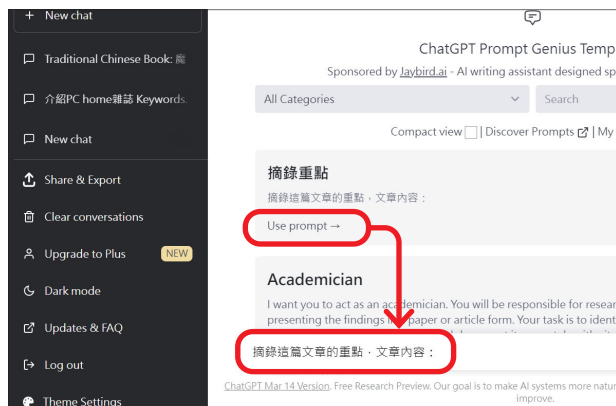 New chat
Traditional Chinese Book: 龐
介紹PC home雜誌 Keywords.
New chat
Share & Export
Clear conversations
Upgrade to Plus NEW
Dark mode
Updates & FAQ
Log out
Theme Settings
ChatGPT Prompt Genius Temp
Sponsored by Jaybird.ai - AI writing assistant designed sp
All Categories Search
Compact view | Discover Prompts | My
摘錄重點
摘錄這篇文章的重點，文章內容：
Use prompt →
Academician
I want you to act as an academician. You will be responsible for resear
presenting the findings in paper or article form. Your task is to ident
摘錄這篇文章的重點，文章內容：
ChatGPT Mar 14 Version. Free Research Preview. Our goal is to make AI systems more natur
improve.